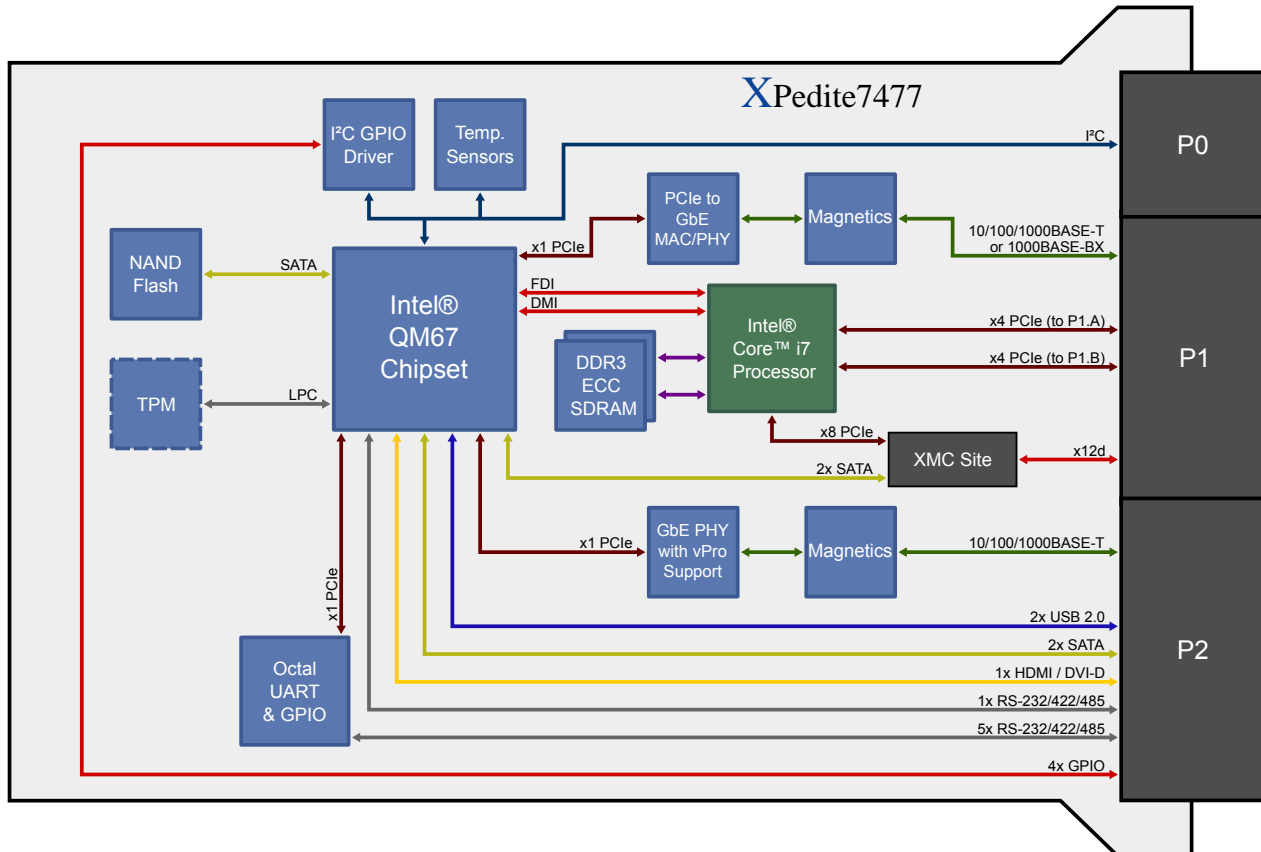 XPedite7477
I²C GPIO
Driver
Temp.
Sensors
I²C
P0
PCIe to
GbE
MAC/PHY
Magnetics
10/100/1000BASE-T
or 1000BASE-BX
x1 PCIe
NAND
Flash
SATA
Intel®
QM67
Chipset
FDI
DMI
Intel®
Core™ i7
Processor
x4 PCIe (to P1.A)
x4 PCIe (to P1.B)
P1
DDR3
ECC
SDRAM
TPM
LPC
x8 PCIe
XMC Site
x12d
2x SATA
x1 PCIe
GbE PHY
with vPro
Support
Magnetics
10/100/1000BASE-T
x1 PCIe
2x USB 2.0
2x SATA
P2
1x HDMI / DVI-D
Octal
UART
& GPIO
1x RS-232/422/485
5x RS-232/422/485
4x GPIO